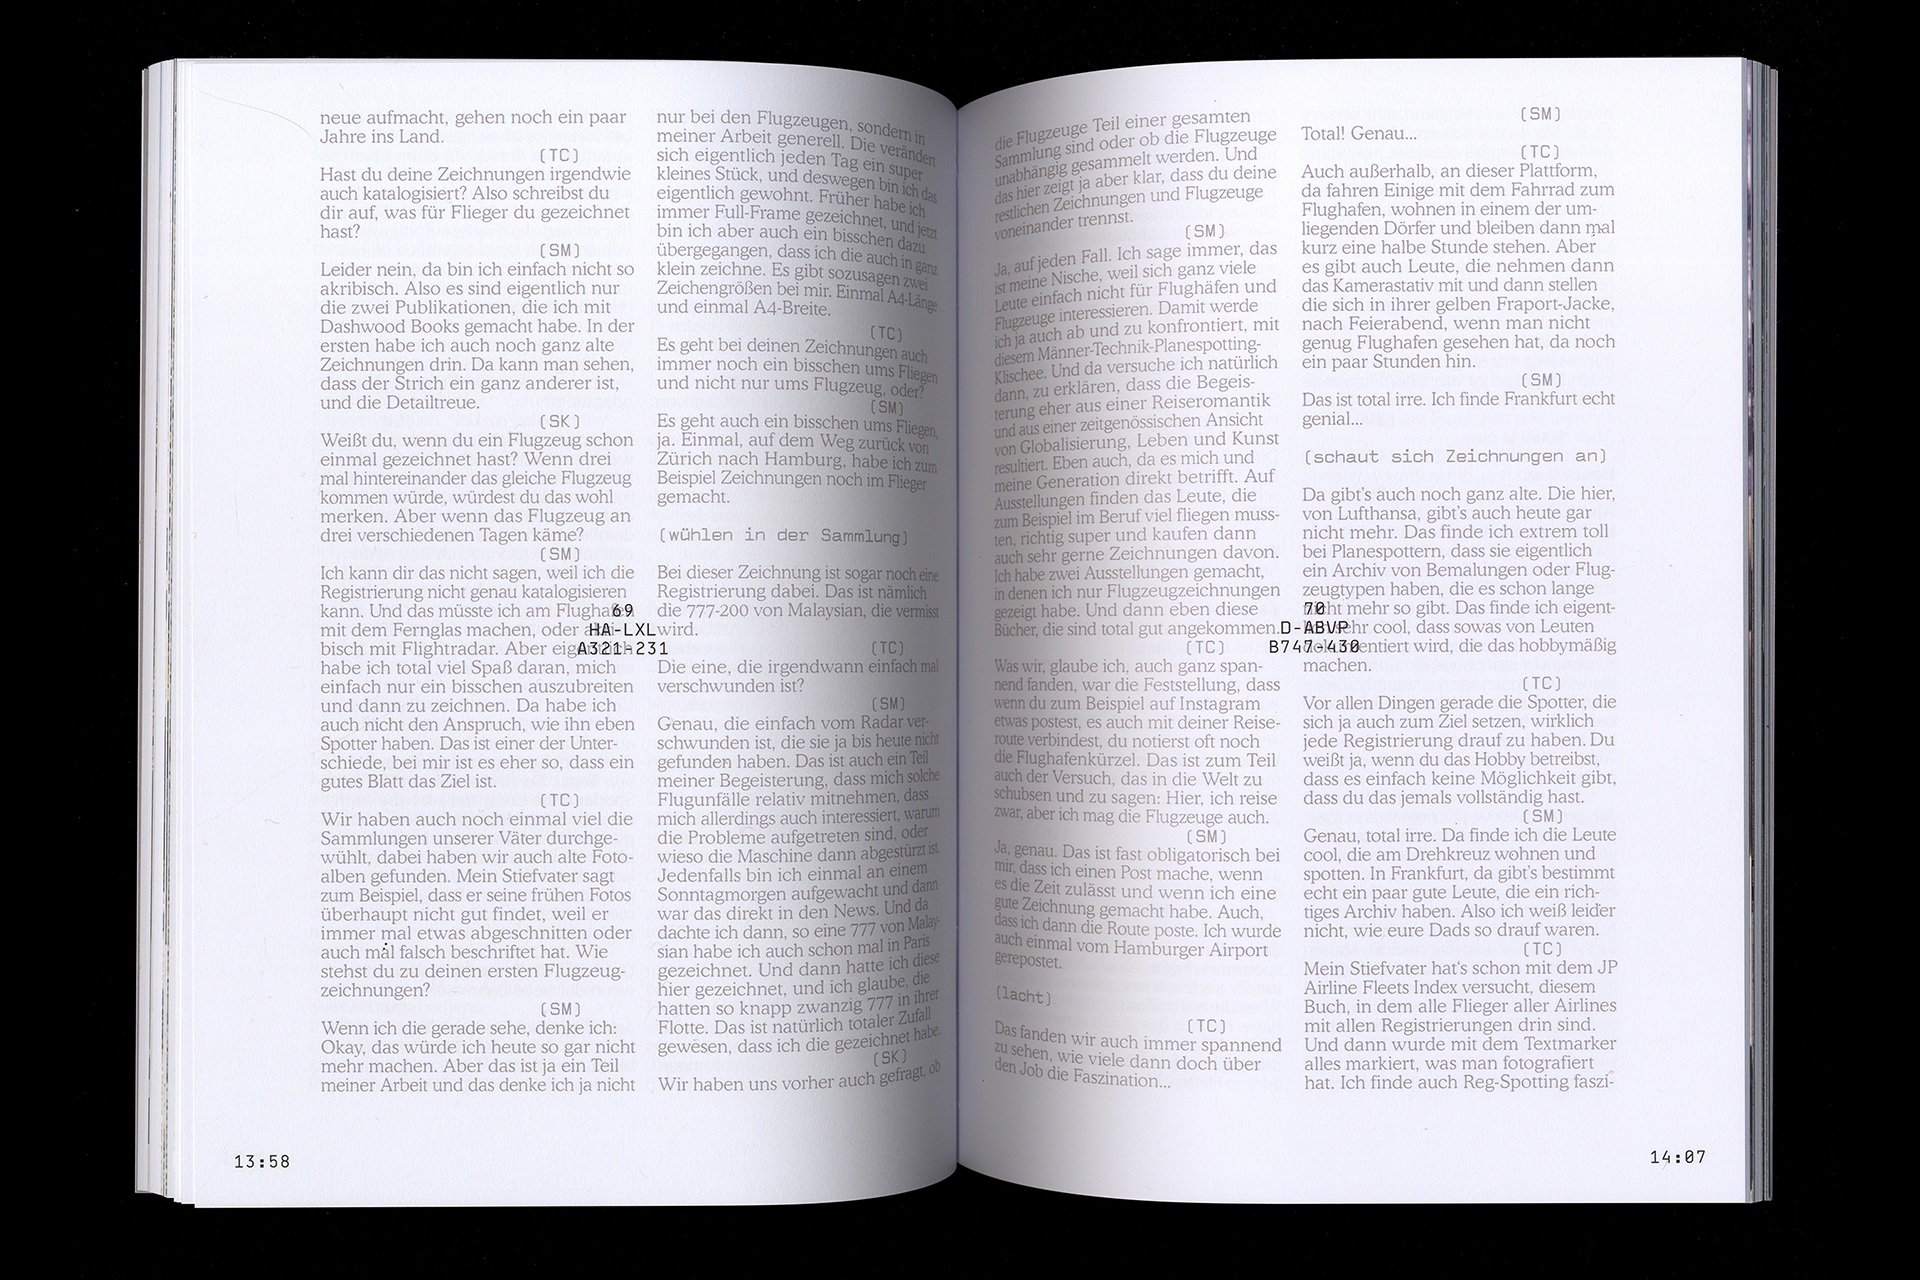 neue aufmacht, gehen noch ein paar
Jahre ins Land.
(TC)
Hast du deine Zeichnungen irgendwie
auch katalogisiert? Also schreibst du
dir auf, was für Flieger du gezeichnet
hast?
(SM)
Leider nein, da bin ich einfach nicht so
akribisch. Also es sind eigentlich nur
die zwei Publikationen, die ich mit
Dashwood Books gemacht habe. In der
ersten habe ich auch noch ganz alte
Zeichnungen drin. Da kann man sehen,
dass der Strich ein ganz anderer ist,
und die Detailtreue.
(SK)
Weißt du, wenn du ein Flugzeug schon
einmal gezeichnet hast? Wenn drei
mal hintereinander das gleiche Flugzeug
kommen würde, würdest du das wohl
merken. Aber wenn das Flugzeug an
drei verschiedenen Tagen käme?
(SM)
Ich kann dir das nicht sagen, weil ich die
Registrierung nicht genau katalogisieren
kann. Und das müsste ich am Flughafen
mit dem Fernglas machen, oder akri-
bisch mit Flightradar. Aber eigentlich
habe ich total viel Spaß daran, mich
einfach nur ein bisschen auszubreiten
und dann zu zeichnen. Da habe ich
auch nicht den Anspruch, wie ihn eben
Spotter haben. Das ist einer der Unter-
schiede, bei mir ist es eher so, dass ein
gutes Blatt das Ziel ist.
(TC)
Wir haben auch noch einmal viel die
Sammlungen unserer Väter durchge-
wühlt, dabei haben wir auch alte Foto-
alben gefunden. Mein Stiefvater sagt
zum Beispiel, dass er seine frühen Fotos
überhaupt nicht gut findet, weil er
immer mal etwas abgeschnitten oder
auch mal falsch beschriftet hat. Wie
stehst du zu deinen ersten Flugzeug-
zeichnungen?
(SM)
Wenn ich die gerade sehe, denke ich:
Okay, das würde ich heute so gar nicht
mehr machen. Aber das ist ja ein Teil
meiner Arbeit und das denke ich ja nicht
nur bei den Flugzeugen, sondern in
meiner Arbeit generell. Die verändert
sich eigentlich jeden Tag ein super
kleines Stück, und deswegen bin ich das
eigentlich gewohnt. Früher habe ich
immer Full-Frame gezeichnet, und jetzt
bin ich aber auch ein bisschen dazu
übergegangen, dass ich die auch in ganz
klein zeichne. Es gibt sozusagen zwei
Zeichengrößen bei mir. Einmal A4-Länge
und einmal A4-Breite.
(TC)
Es geht bei deinen Zeichnungen auch
immer noch ein bisschen ums Fliegen
und nicht nur ums Flugzeug, oder?
(SM)
Es geht auch ein bisschen ums Fliegen,
ja. Einmal, auf dem Weg zurück von
Zürich nach Hamburg, habe ich zum
Beispiel Zeichnungen noch im Flieger
gemacht.
(wühlen in der Sammlung)
Bei dieser Zeichnung ist sogar noch eine
Registrierung dabei. Das ist nämlich
die 777-200 von Malaysian, die vermisst
wird.
(TC)
Die eine, die irgendwann einfach mal
verschwunden ist?
(SM)
Genau, die einfach vom Radar ver-
schwunden ist, die sie ja bis heute nicht
gefunden haben. Das ist auch ein Teil
meiner Begeisterung, dass mich solche
Flugunfälle relativ mitnehmen, dass
mich allerdings auch interessiert, warum
die Probleme aufgetreten sind, oder
wieso die Maschine dann abgestürzt ist.
Jedenfalls bin ich einmal an einem
Sonntagmorgen aufgewacht und dann
war das direkt in den News. Und da
dachte ich dann, so eine 777 von Malay-
sian habe ich auch schon mal in Paris
gezeichnet. Und dann hatte ich diese
hier gezeichnet, und ich glaube, die
hatten so knapp zwanzig 777 in ihrer
Flotte. Das ist natürlich totaler Zufall
gewesen, dass ich die gezeichnet habe.
(SK)
Wir haben uns vorher auch gefragt, ob
69
HA-LXL
A321-231
13:58
die Flugzeuge Teil einer gesamten
Sammlung sind oder ob die Flugzeuge
unabhängig gesammelt werden. Und
das hier zeigt ja aber klar, dass du deine
restlichen Zeichnungen und Flugzeuge
voneinander trennst.
(SM)
Ja, auf jeden Fall. Ich sage immer, das
ist meine Nische, weil sich ganz viele
Leute einfach nicht für Flughäfen und
Flugzeuge interessieren. Damit werde
ich ja auch ab und zu konfrontiert, mit
diesem Männer-Technik-Planespotting-
Klischee. Und da versuche ich natürlich
dann, zu erklären, dass die Begeis-
terung eher aus einer Reiseromantik
und aus einer zeitgenössischen Ansicht
von Globalisierung, Leben und Kunst
resultiert. Eben auch, da es mich und
meine Generation direkt betrifft. Auf
Ausstellungen finden das Leute, die
zum Beispiel im Beruf viel fliegen muss-
ten, richtig super und kaufen dann
auch sehr gerne Zeichnungen davon.
Ich habe zwei Ausstellungen gemacht,
in denen ich nur Flugzeugzeichnungen
gezeigt habe. Und dann eben diese
Bücher, die sind total gut angekommen.
(TC)
Was wir, glaube ich, auch ganz span-
nend fanden, war die Feststellung, dass
wenn du zum Beispiel auf Instagram
etwas postest, es auch mit deiner Reise-
route verbindest, du notierst oft noch
die Flughafenkürzel. Das ist zum Teil
auch der Versuch, das in die Welt zu
schubsen und zu sagen: Hier, ich reise
zwar, aber ich mag die Flugzeuge auch.
(SM)
Ja, genau. Das ist fast obligatorisch bei
mir, dass ich einen Post mache, wenn
es die Zeit zulässt und wenn ich eine
gute Zeichnung gemacht habe. Auch,
dass ich dann die Route poste. Ich wurde
auch einmal vom Hamburger Airport
gerepostet.
(lacht)
(TC)
Das fanden wir auch immer spannend
zu sehen, wie viele dann doch über
den Job die Faszination...
(SM)
Total! Genau...
(TC)
Auch außerhalb, an dieser Plattform,
da fahren Einige mit dem Fahrrad zum
Flughafen, wohnen in einem der um-
liegenden Dörfer und bleiben dann mal
kurz eine halbe Stunde stehen. Aber
es gibt auch Leute, die nehmen dann
das Kamerastativ mit und dann stellen
die sich in ihrer gelben Fraport-Jacke,
nach Feierabend, wenn man nicht
genug Flughafen gesehen hat, da noch
ein paar Stunden hin.
(SM)
Das ist total irre. Ich finde Frankfurt echt
genial...
(schaut sich Zeichnungen an)
Da gibt's auch noch ganz alte. Die hier,
von Lufthansa, gibt's auch heute gar
nicht mehr. Das finde ich extrem toll
bei Planespottern, dass sie eigentlich
ein Archiv von Bemalungen oder Flug-
zeugtypen haben, die es schon lange
nicht mehr so gibt. Das finde ich eigent-
lich sehr cool, dass sowas von Leuten
dokumentiert wird, die das hobbymäßig
machen.
(TC)
Vor allen Dingen gerade die Spotter, die
sich ja auch zum Ziel setzen, wirklich
jede Registrierung drauf zu haben. Du
weißt ja, wenn du das Hobby betreibst,
dass es einfach keine Möglichkeit gibt,
dass du das jemals vollständig hast.
(SM)
Genau, total irre. Da finde ich die Leute
cool, die am Drehkreuz wohnen und
spotten. In Frankfurt, da gibt's bestimmt
echt ein paar gute Leute, die ein rich-
tiges Archiv haben. Also ich weiß leider
nicht, wie eure Dads so drauf waren.
(TC)
Mein Stiefvater hat's schon mit dem JP
Airline Fleets Index versucht, diesem
Buch, in dem alle Flieger aller Airlines
mit allen Registrierungen drin sind.
Und dann wurde mit dem Textmarker
alles markiert, was man fotografiert
hat. Ich finde auch Reg-Spotting faszi-
70
D-ABVP
B747-430
14:07